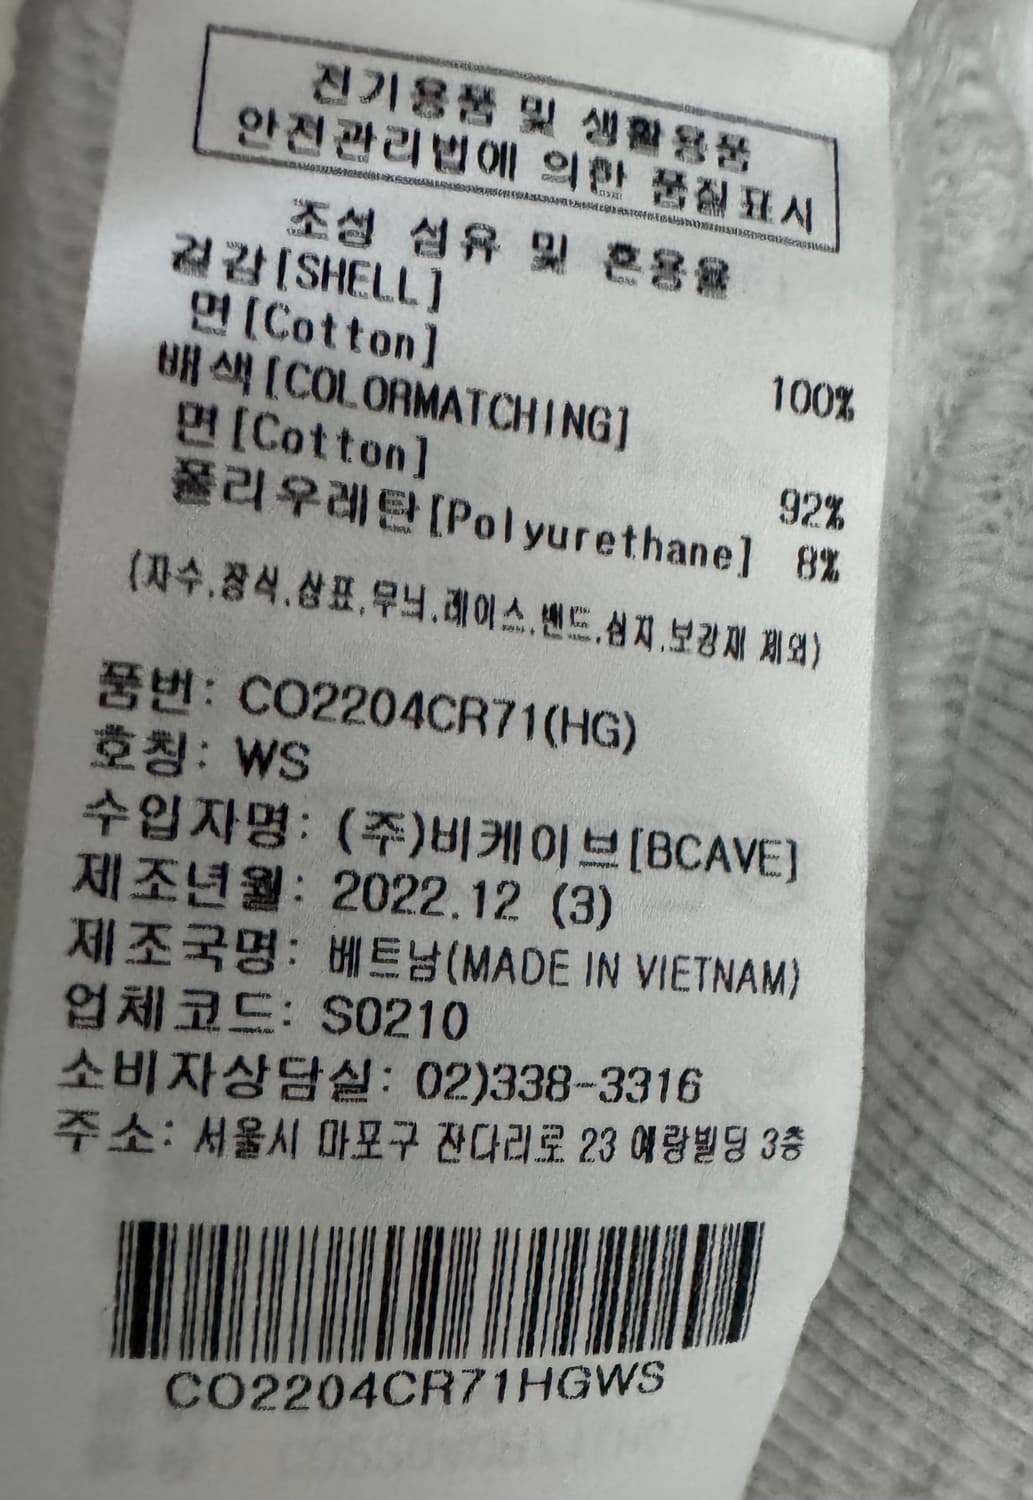 전기용품 및 생활용품
안전관리법에 의한 품질표시
조성 섬유 및 혼용율
겉감[SHELL]
면[Cotton] 100%
배색[COLORMATCHING]
면[Cotton] 92%
폴리우레탄[Polyurethane] 8%
(자수,장식,상표,무늬,레이스,밴드,심지,보강재 제외)
품번: CO2204CR71(HG)
호칭: WS
수입자명: (주)비케이브[BCAVE]
제조년월: 2022.12 (3)
제조국명: 베트남(MADE IN VIETNAM)
업체코드: S0210
소비자상담실: 02)338-3316
주소: 서울시 마포구 잔다리로 23 애랑빌딩 3층
CO2204CR71HGWS